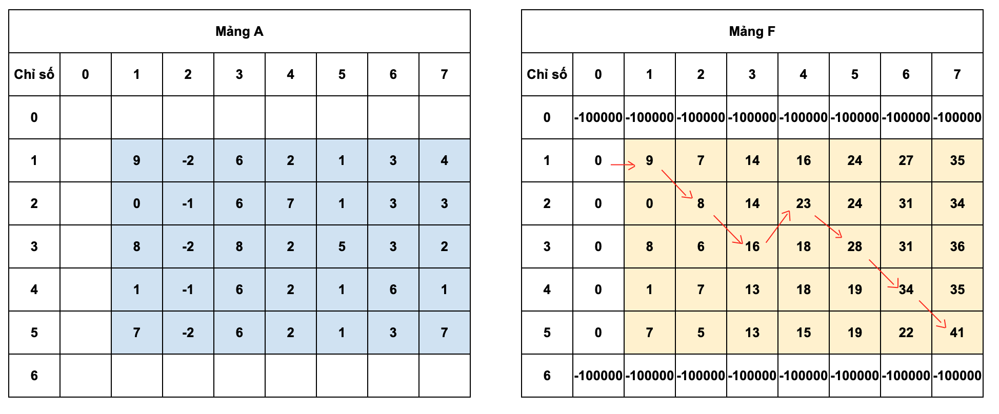 Mảng A
Chỉ số 0 1 2 3 4 5 6 7
0
1 9 -2 6 2 1 3 4
2 0 -1 6 7 1 3 3
3 8 -2 8 2 5 3 2
4 1 -1 6 2 1 6 1
5 7 -2 6 2 1 3 7
6
Mảng F
Chỉ số 0 1 2 3 4 5 6 7
0 -100000 -100000 -100000 -100000 -100000 -100000 -100000 -100000
1 0 9 7 14 16 24 27 35
2 0 0 8 14 23 24 31 34
3 0 8 6 16 18 28 31 36
4 0 1 7 13 18 19 34 35
5 0 7 5 13 15 19 22 41
6 -100000 -100000 -100000 -100000 -100000 -100000 -100000 -100000